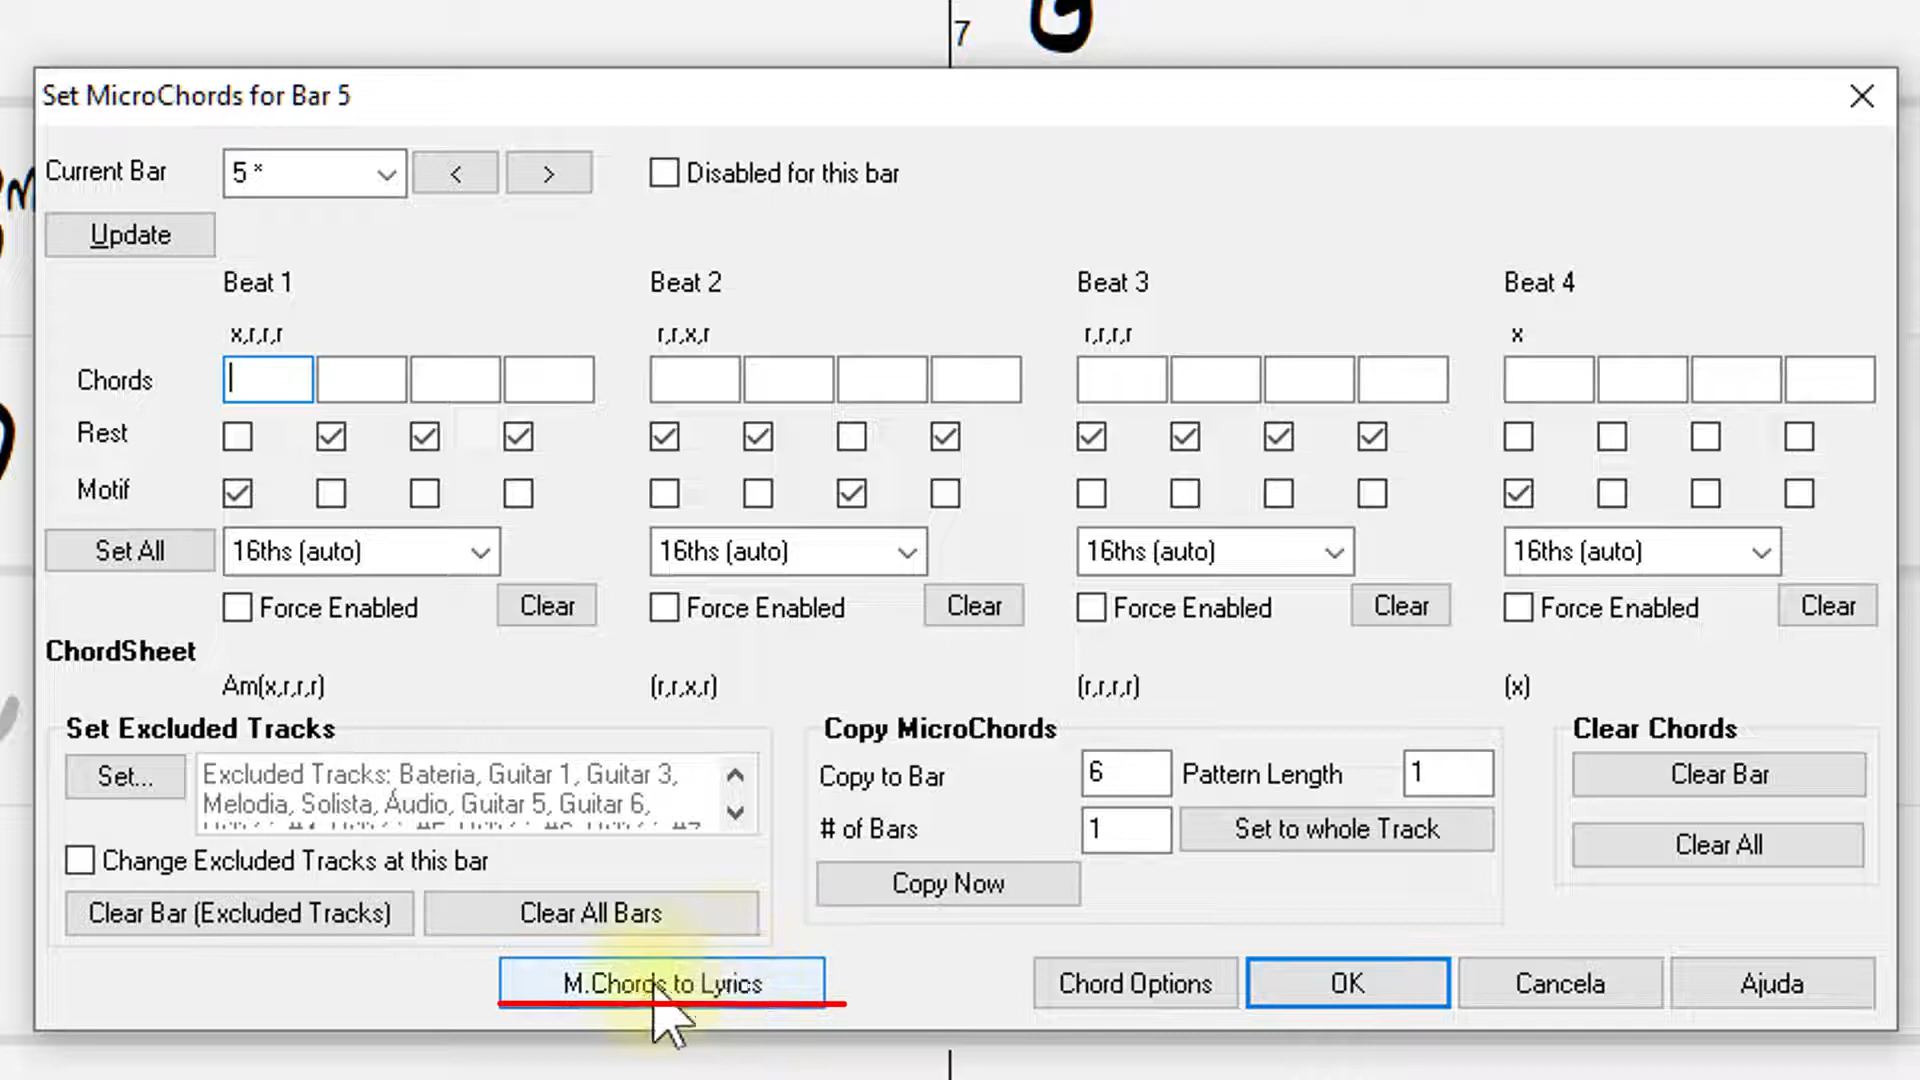 7 G
Set MicroChords for Bar 5
Current Bar 5 * < > Disabled for this bar
Update
Beat 1 Beat 2 Beat 3 Beat 4
x,r,r,r r,r,x,r r,r,r,r x
Chords
Rest
Motif
Set All 16ths (auto) 16ths (auto) 16ths (auto) 16ths (auto)
Force Enabled Clear Force Enabled Clear Force Enabled Clear Force Enabled Clear
ChordSheet
Am(x,r,r,r) (r,r,x,r) (r,r,r,r) (x)
Set Excluded Tracks Copy MicroChords Clear Chords
Set... Excluded Tracks: Bateria, Guitar 1, Guitar 3, Copy to Bar 6 Pattern Length 1 Clear Bar
Melodia, Solista, Áudio, Guitar 5, Guitar 6,
# of Bars 1 Set to whole Track Clear All
Change Excluded Tracks at this bar
Copy Now
Clear Bar (Excluded Tracks) Clear All Bars
M.Chords to Lyrics Chord Options OK Cancela Ajuda